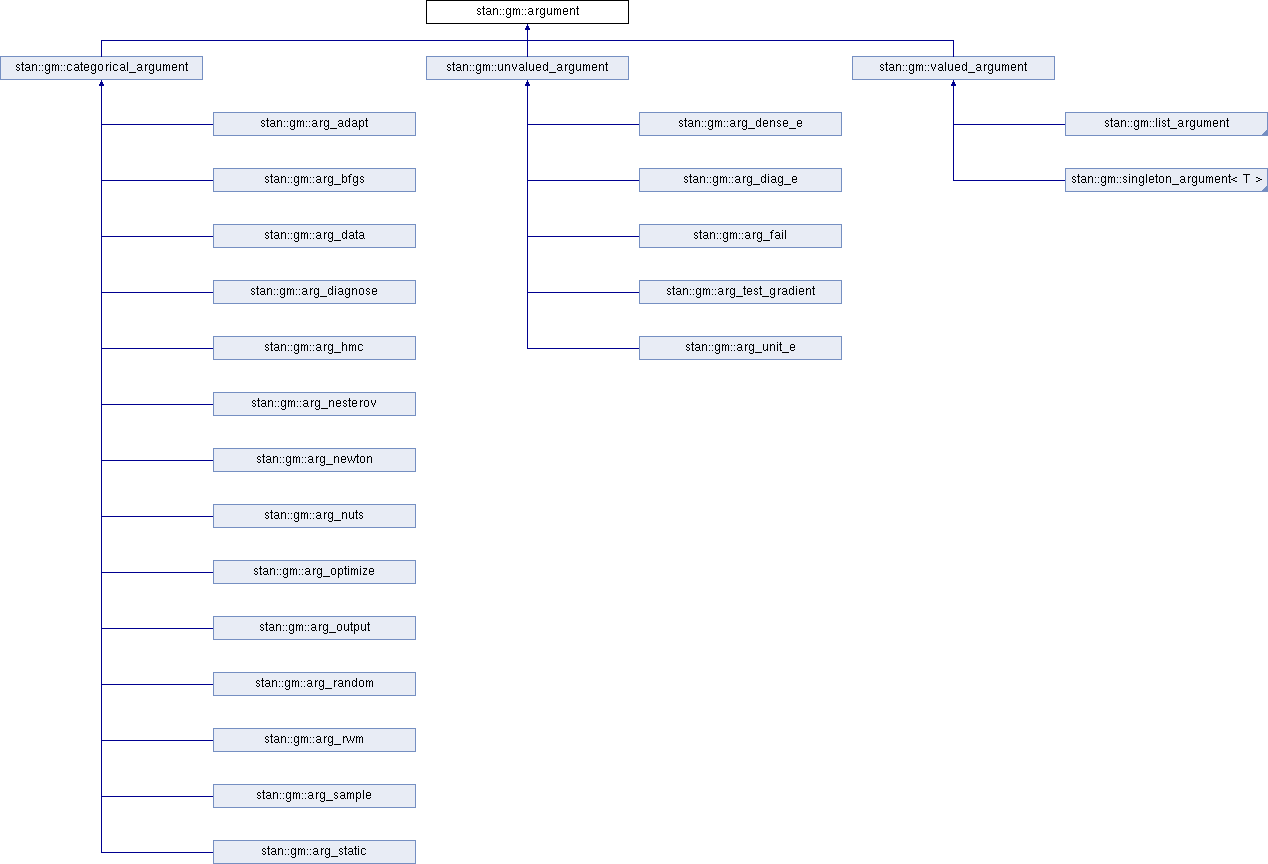 stan::gm::argument
stan::gm::categorical_argument
stan::gm::unvalued_argument
stan::gm::valued_argument
stan::gm::arg_adapt
stan::gm::arg_dense_e
stan::gm::list_argument
stan::gm::arg_bfgs
stan::gm::arg_diag_e
stan::gm::singleton_argument< T >
stan::gm::arg_data
stan::gm::arg_fail
stan::gm::arg_diagnose
stan::gm::arg_test_gradient
stan::gm::arg_hmc
stan::gm::arg_unit_e
stan::gm::arg_nesterov
stan::gm::arg_newton
stan::gm::arg_nuts
stan::gm::arg_optimize
stan::gm::arg_output
stan::gm::arg_random
stan::gm::arg_rwm
stan::gm::arg_sample
stan::gm::arg_static